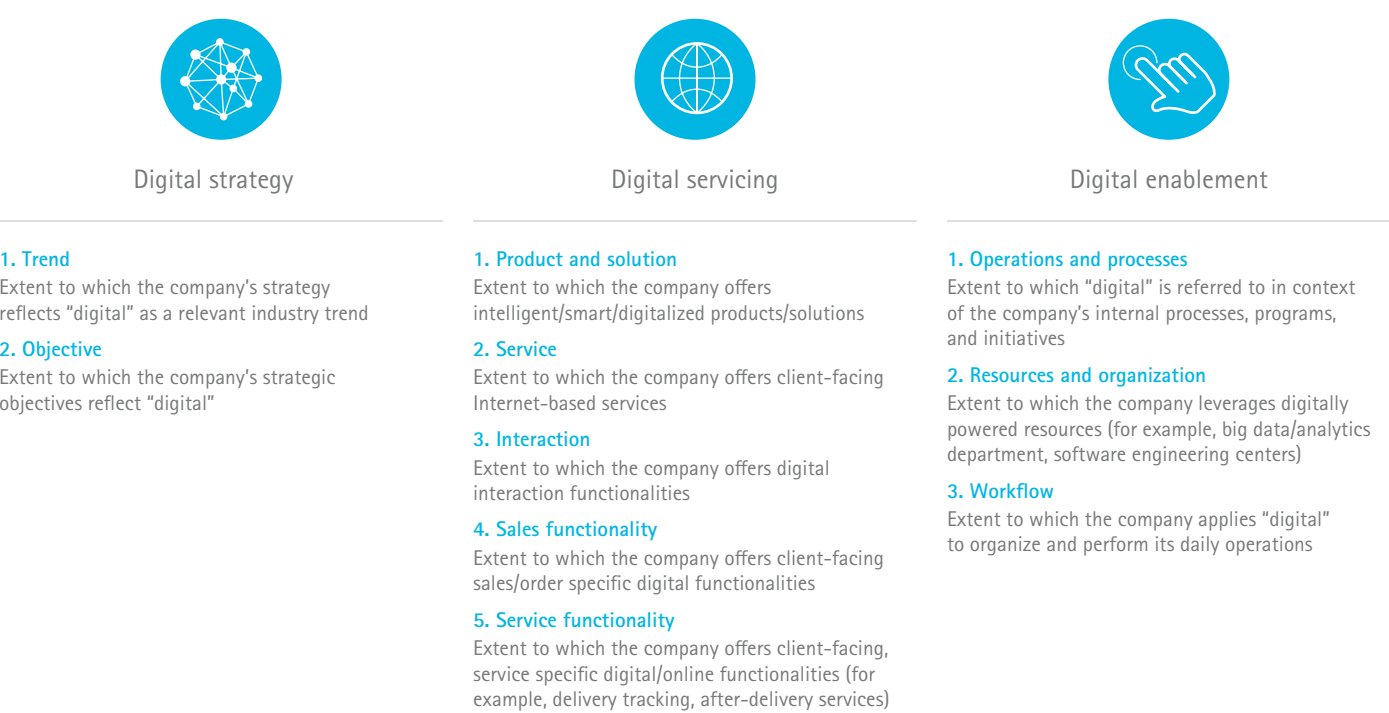 Digital strategy
1. Trend
Extent to which the company’s strategy
reflects “digital” as a relevant industry trend
2. Objective
Extent to which the company’s strategic
objectives reflect “digital”
Digital servicing
1. Product and solution
Extent to which the company offers
intelligent/smart/digitalized products/solutions
2. Service
Extent to which the company offers client-facing
Internet-based services
3. Interaction
Extent to which the company offers digital
interaction functionalities
4. Sales functionality
Extent to which the company offers client-facing
sales/order specific digital functionalities
5. Service functionality
Extent to which the company offers client-facing,
service specific digital/online functionalities (for
example, delivery tracking, after-delivery services)
Digital enablement
1. Operations and processes
Extent to which “digital” is referred to in context
of the company’s internal processes, programs,
and initiatives
2. Resources and organization
Extent to which the company leverages digitally
powered resources (for example, big data/analytics
department, software engineering centers)
3. Workflow
Extent to which the company applies “digital”
to organize and perform its daily operations